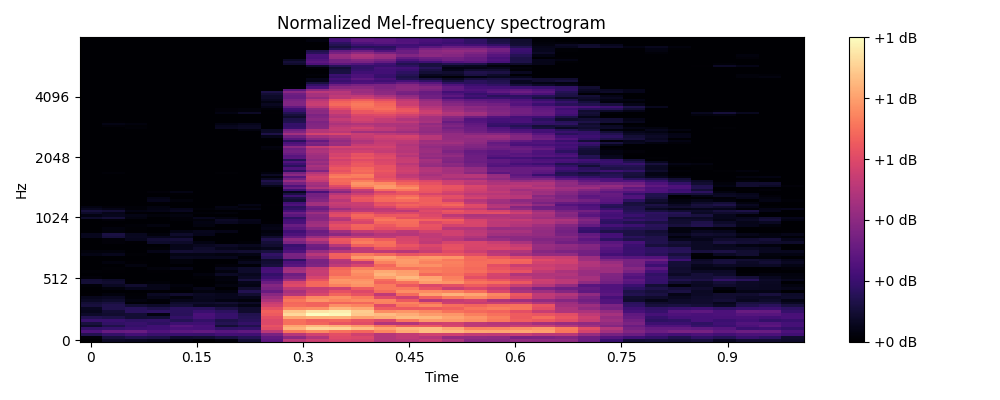 Normalized Mel-frequency spectrogram
Hz
4096
2048
1024
512
0
0 0.15 0.3 0.45 0.6 0.75 0.9
Time
+1 dB
+1 dB
+1 dB
+0 dB
+0 dB
+0 dB